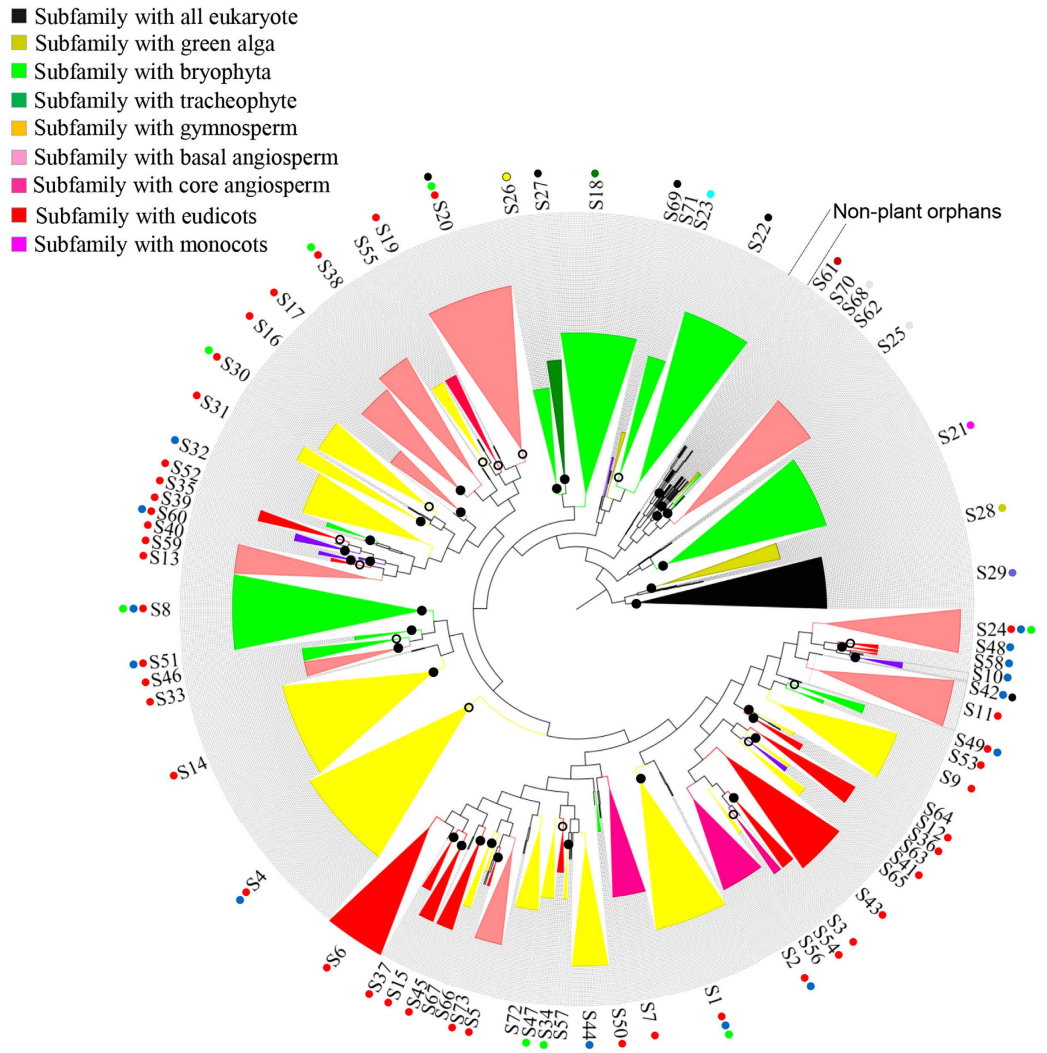 Subfamily with all eukaryote
Subfamily with green alga
Subfamily with bryophyta
Subfamily with tracheophyte
Subfamily with gymnosperm
Subfamily with basal angiosperm
Subfamily with core angiosperm
Subfamily with eudicots
Subfamily with monocots
Non-plant orphans
S26
S27
S18
S69
S71
S23
S22
S61
S70
S68
S62
S25
S21
S28
S29
S24
S48
S58
S10
S42
S11
S49
S53
S9
S64
S12
S36
S63
S41
S65
S43
S3
S54
S56
S2
S1
S7
S50
S44
S57
S34
S47
S72
S5
S73
S66
S67
S45
S15
S37
S6
S4
S14
S33
S46
S51
S8
S13
S59
S40
S60
S39
S35
S52
S32
S31
S30
S16
S17
S38
S55
S19
S20